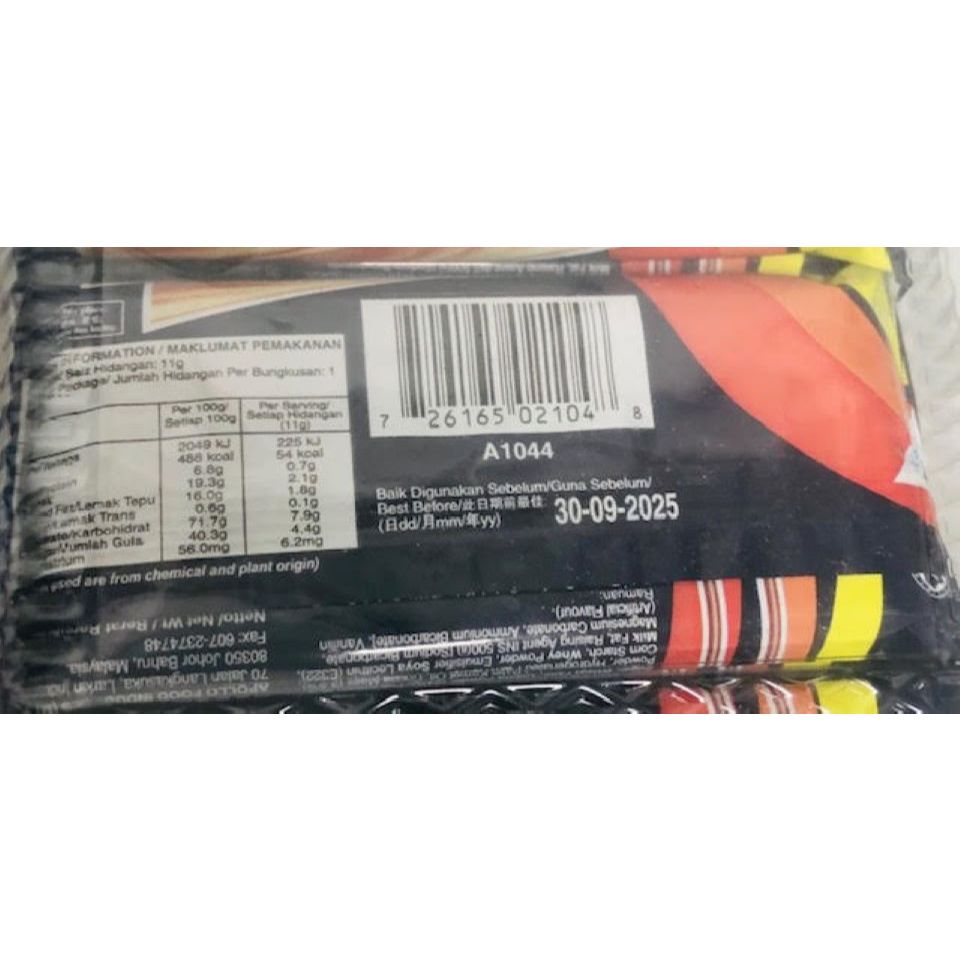 INFORMATION / MAKLUMAT PEMAKANAN
Saiz Hidangan: 11g
Jumlah Hidangan Per Bungkusan: 1
Per 100g/ Per Serving/
Setiap 100g Setiap Hidangan
(11g)
2049 kJ 225 kJ
488 kcal 54 kcal
6.8g 0.7g
19.3g 2.1g
Lemak Tepu 16.0g 1.8g
Lemak Trans 0.6g 0.1g
Karbohidrat 71.7g 7.9g
Jumlah Gula 40.3g 4.4g
56.0mg 6.2mg
are from chemical and plant origin)
7 26165 02104 8
A1044
Baik Digunakan Sebelum/Guna Sebelum/
Best Before/此日期前最佳
(日dd/月mm/年yy)
30-09-2025
Ramuan:
(Artificial Flavour).
Magnesium Carbonate, Ammonium Bicarbonate], Vanillin
Milk Fat, Raising Agent [INS 500(ii) (Sodium Bicarbonate
Corn Starch, Whey Powder, Emulsifier Soya Lecithin (E322),
Netto/ Net Wt /
Fax: 607-2374748
80350 Johor Bahru, Malaysia.
70 Jalan Langkasuka, Larkin
APOLLO FOOD